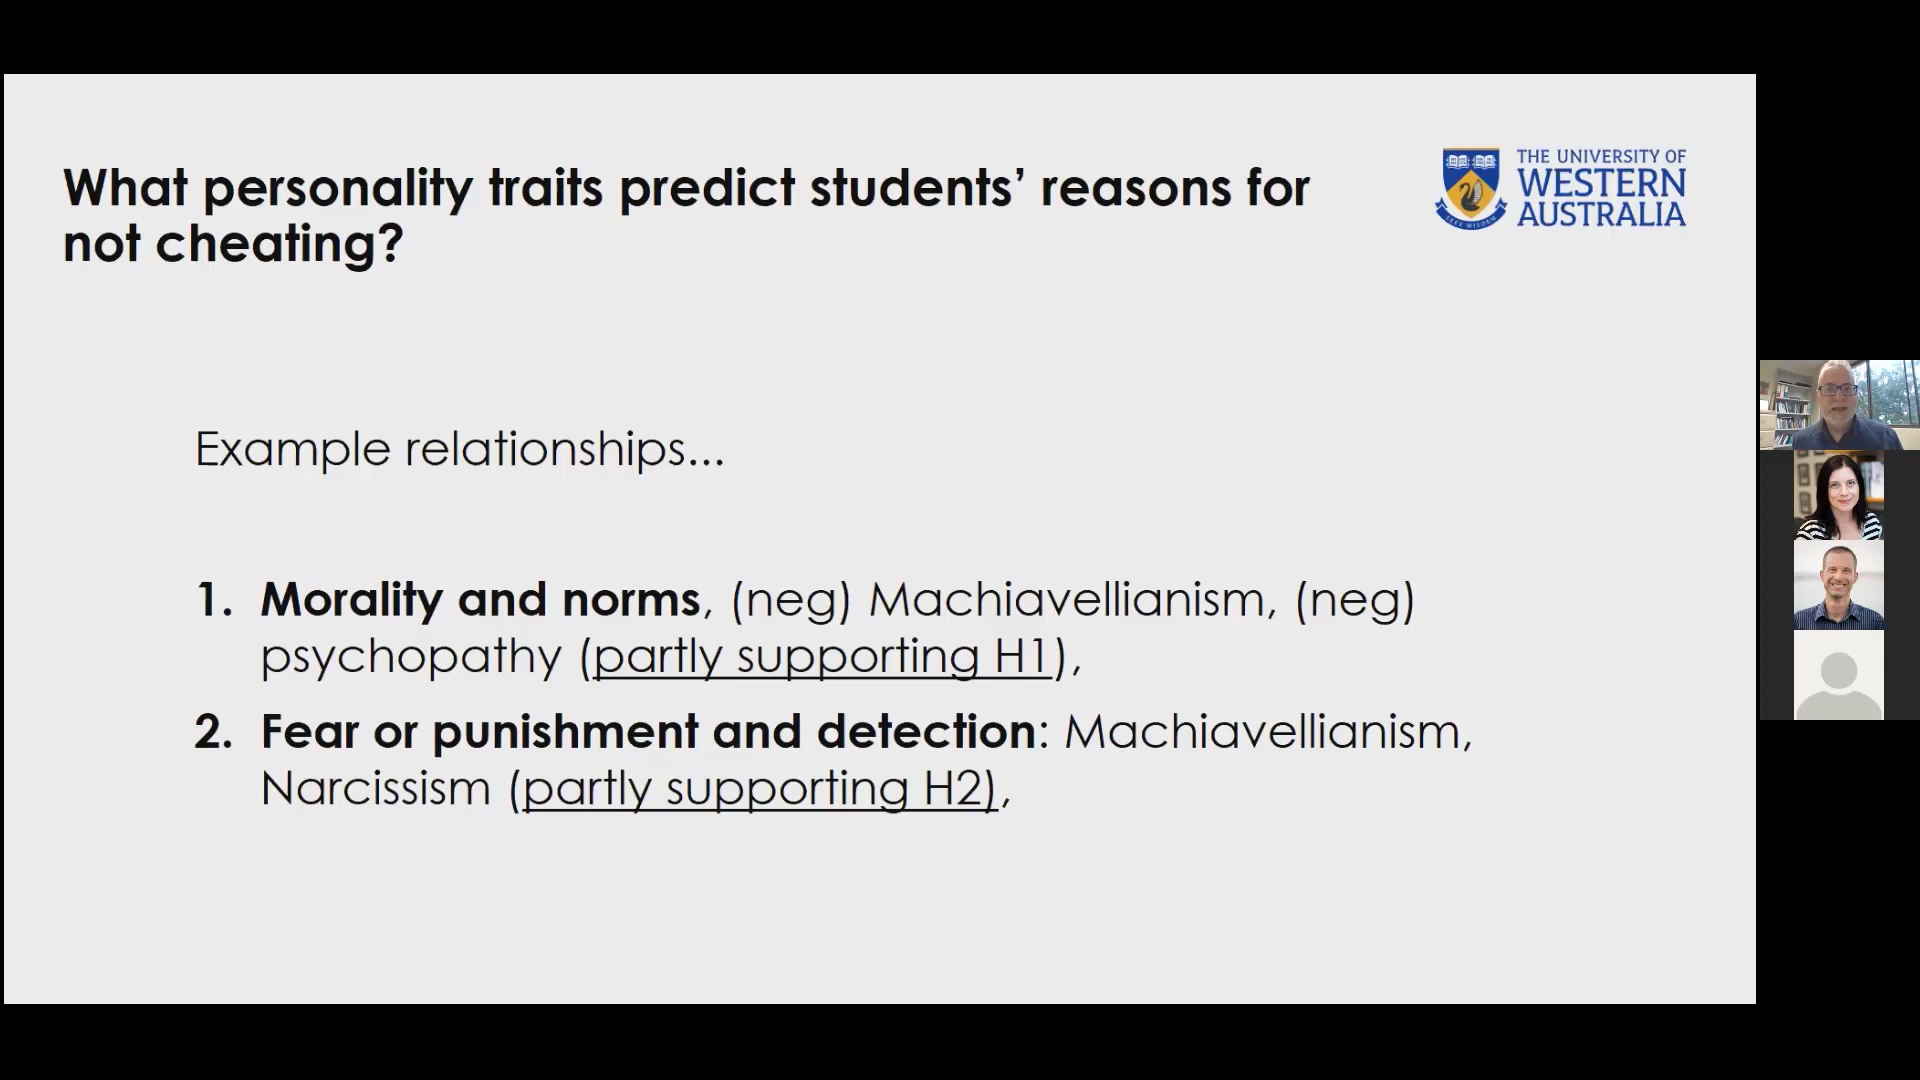 What personality traits predict students’ reasons for
not cheating?
THE UNIVERSITY OF
WESTERN
AUSTRALIA
SEEK WISDOM
Example relationships...
1. Morality and norms, (neg) Machiavellianism, (neg)
psychopathy (partly supporting H1),
2. Fear or punishment and detection: Machiavellianism,
Narcissism (partly supporting H2),